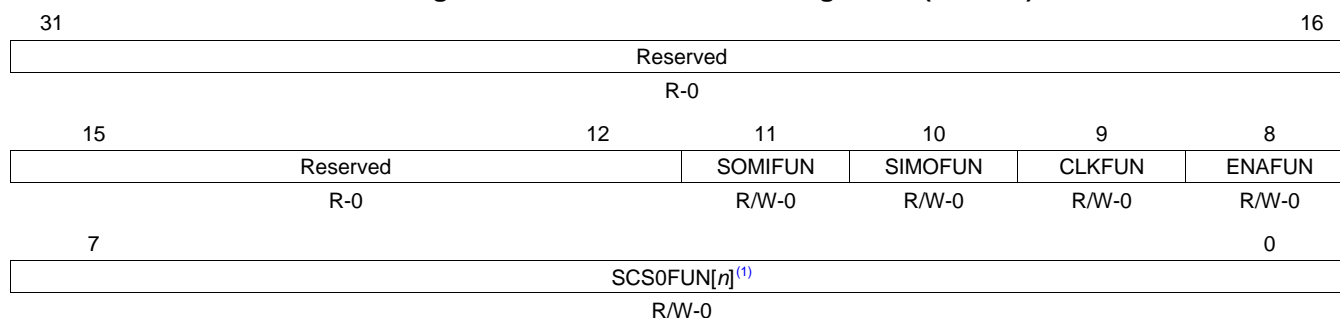 31 16
Reserved
R-0
15 12 11 10 9 8
Reserved SOMIFUN SIMOFUN CLKFUN ENAFUN
R-0 R/W-0 R/W-0 R/W-0 R/W-0
7 0
SCS0FUN[n](1)
R/W-0